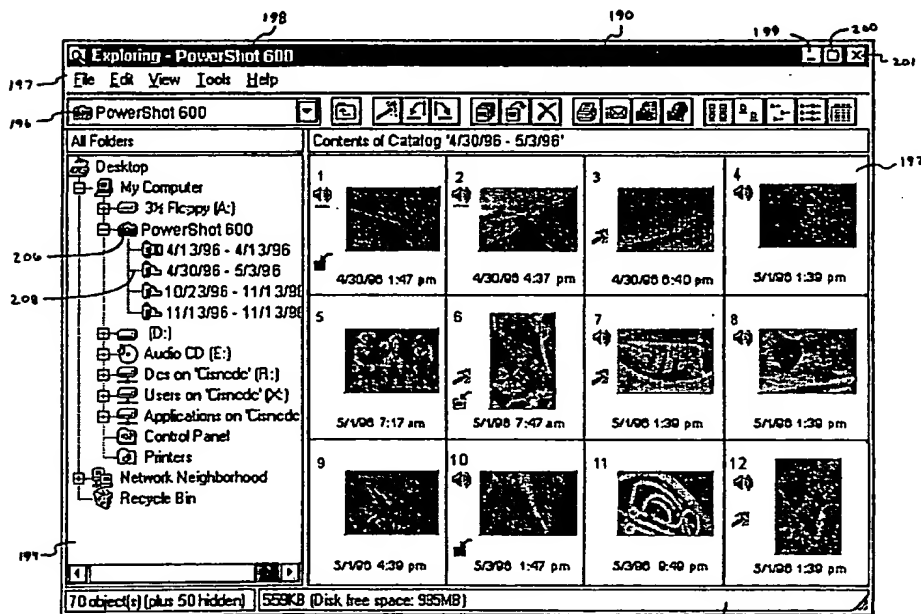 198
190
199
200
Exploring - PowerShot 600
201
197
File Edit View Tools Help
196
PowerShot 600
All Folders
Contents of Catalog '4/30/96 - 5/3/96'
Desktop
My Computer
3½ Floppy (A:)
PowerShot 600
206
4/13/96 - 4/13/96
4/30/96 - 5/3/96
208
10/23/96 - 11/13/96
11/13/96 - 11/13/96
(D:)
Audio CD (E:)
Users on 'Cisncde' (X:)
Applications on 'Cisncdc
Control Panel
Printers
Network Neighborhood
Recycle Bin
194
1
2
3
4
4/30/96 1:47 pm
4/30/96 4:37 pm
4/30/96 6:40 pm
5/1/96 1:39 pm
5
6
7
8
5/1/96 7:17 am
5/1/96 7:47 am
5/1/96 1:39 pm
5/1/96 1:39 pm
9
10
11
12
5/1/96 4:39 pm
5/3/96 1:47 pm
5/3/96 9:49 pm
5/1/96 1:39 pm
70 object(s) (plus 50 hidden)
559KB (Disk free space: 935MB)